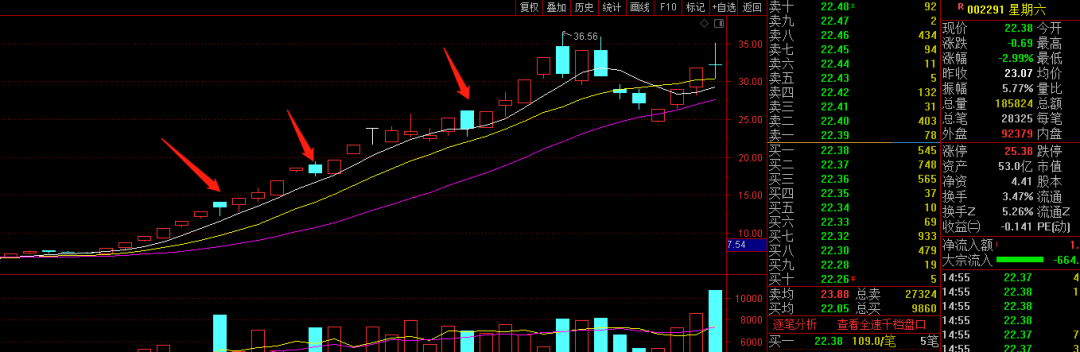 复权 叠加 历史 统计 画线 F10 标记 +自选 返回
36.56
35.00
30.00
25.00
20.00
15.00
10.00
7.54
10000
8000
6000
卖十 22.48 92
卖九 22.47 2
卖八 22.46 434
卖七 22.45 94
卖六 22.44 11
卖五 22.43 5
卖四 22.42 132
卖三 22.41 31
卖二 22.40 403
卖一 22.39 78
买一 22.38 545
买二 22.37 748
买三 22.36 565
买四 22.35 37
买五 22.34 10
买六 22.33 69
买七 22.32 933
买八 22.30 479
买九 22.28 19
买十 22.26 5
卖均 23.88 总卖 27324
买均 22.05 总买 9860
逐笔分析 查看全速千档盘口
买一 22.38 109.0/笔 5笔
R 002291 星期六
现价 22.38 今开
涨跌 -0.69 最高
涨幅 -2.99% 最低
昨收 23.07 均价
振幅 5.77% 量比
总量 185824 总额
总笔 28325 每笔
外盘 92379 内盘
涨停 25.38 跌停
资产 53.0亿 市值
净资 4.41 股本
换手 3.47% 流通
换手Z 5.26% 流通Z
收益㈡ -0.141 PE(动)
净流入额 1.
大宗流入 -664.
14:55 22.37 4
14:55 22.38 1
14:55 22.38
14:55 22.38
14:55 22.37 7
14:55 22.37 3